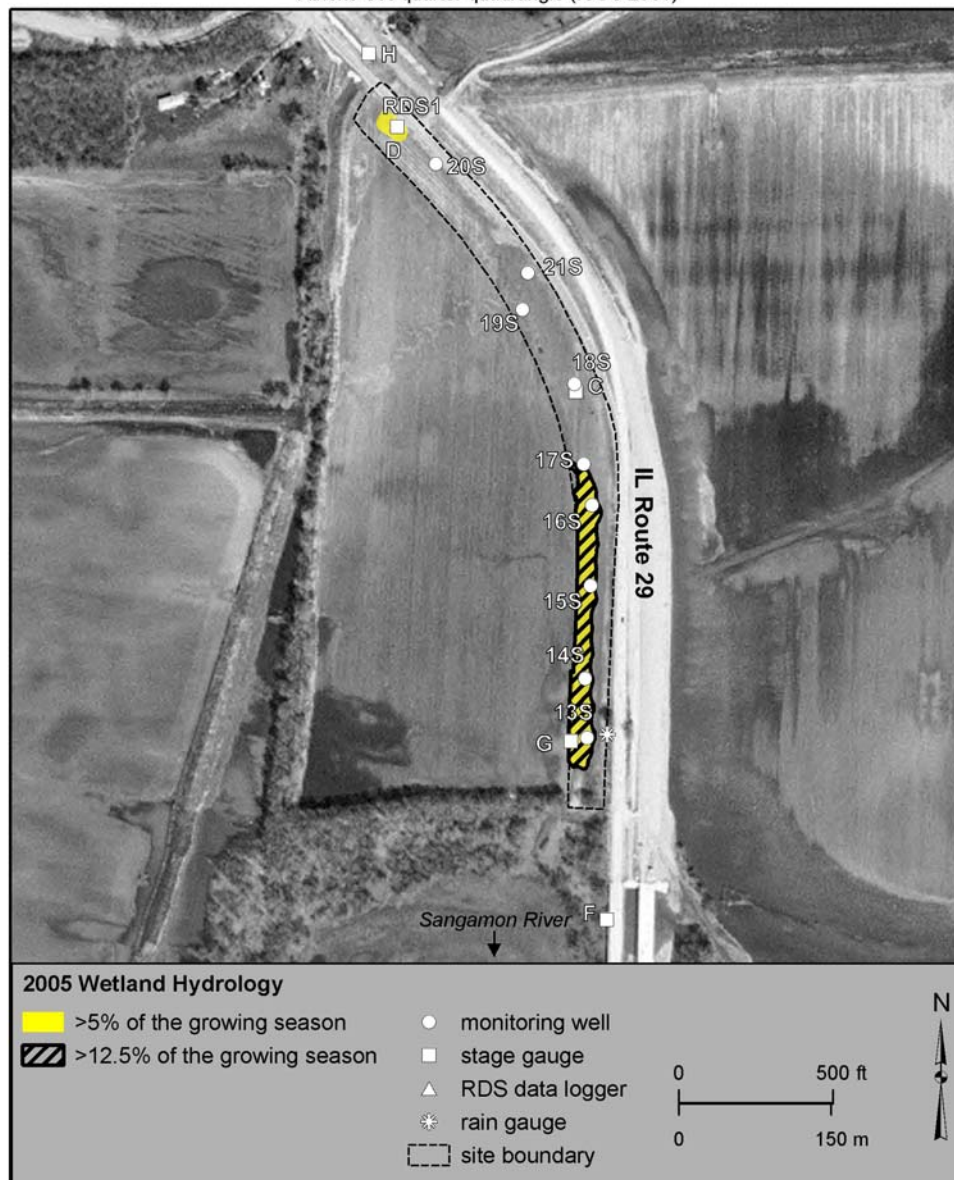 H
RDS1
D
20S
21S
19S
18S
C
17S
16S
IL Route 29
15S
14S
13S
G
F
Sangamon River
2005 Wetland Hydrology
>5% of the growing season
>12.5% of the growing season
monitoring well
stage gauge
RDS data logger
rain gauge
site boundary
0 500 ft
0 150 m
N